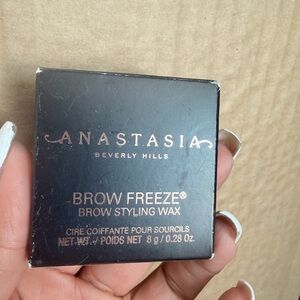 ANASTASIA
BEVERLY HILLS
BROW FREEZE®
BROW STYLING WAX
CIRE COIFFANTE POUR SOURCILS
NET WT. / POIDS NET 8 g / 0.28 Oz.